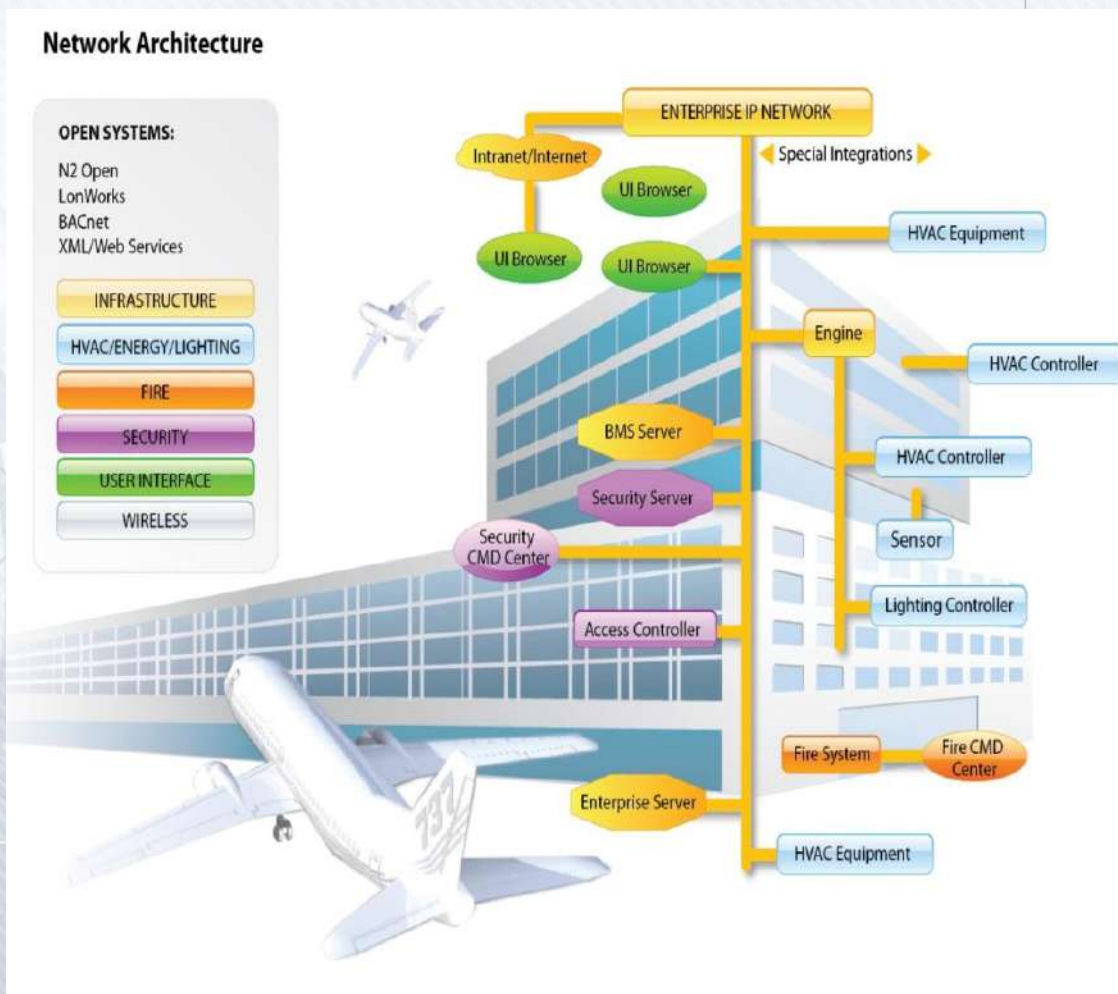 Network Architecture
OPEN SYSTEMS:
N2 Open
LonWorks
BACnet
XML/Web Services
INFRASTRUCTURE
HVAC/ENERGY/LIGHTING
FIRE
SECURITY
USER INTERFACE
WIRELESS
ENTERPRISE IP NETWORK
Intranet/Internet
Special Integrations
UI Browser
HVAC Equipment
UI Browser
UI Browser
Engine
HVAC Controller
BMS Server
HVAC Controller
Security Server
Security
CMD Center
Sensor
Lighting Controller
Access Controller
Fire System
Fire CMD
Center
Enterprise Server
HVAC Equipment
737